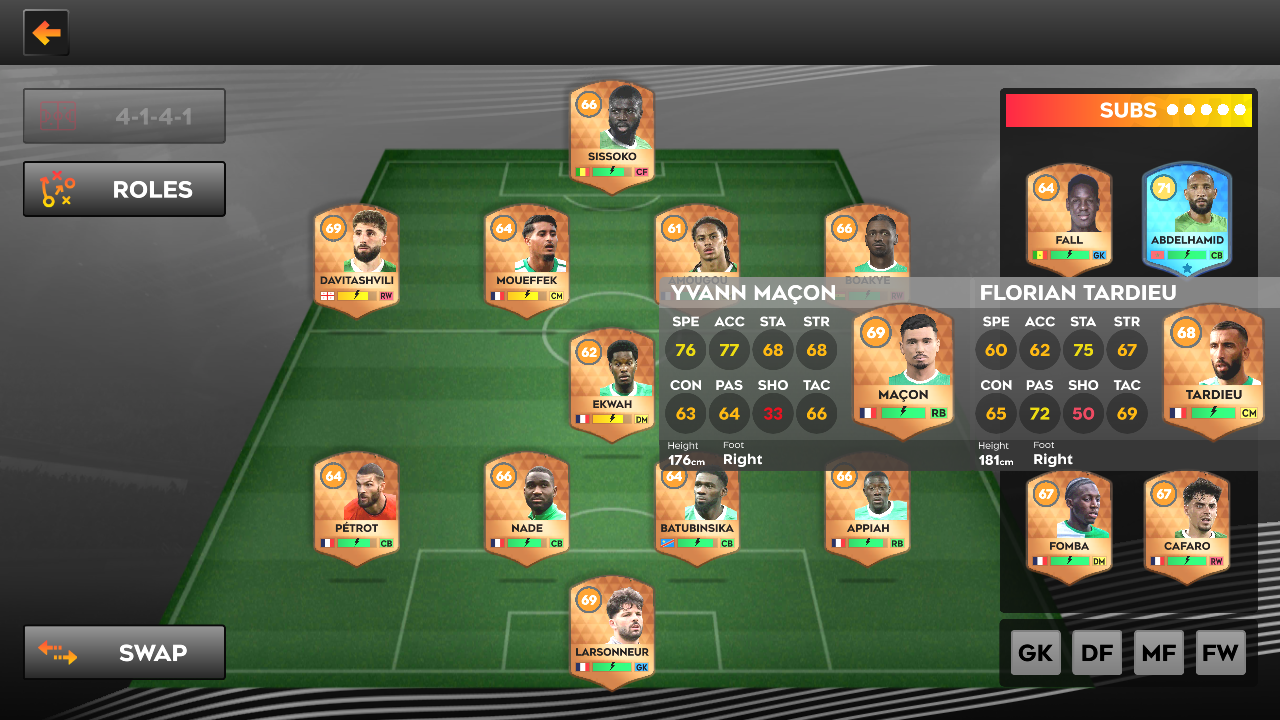 4-1-4-1
ROLES
SUBS
66
SISSOKO
CF
64
FALL
GK
71
ABDELHAMID
CB
69
DAVITASHVILI
RW
64
MOUEFFEK
CM
61
AMOUGOU
66
BOAKYE
RW
YVANN MAÇON
SPE ACC STA STR
76 77 68 68
CON PAS SHO TAC
63 64 33 66
Height Foot
176cm Right
69
MAÇON
RB
FLORIAN TARDIEU
SPE ACC STA STR
60 62 75 67
CON PAS SHO TAC
65 72 50 69
Height Foot
181cm Right
68
TARDIEU
CM
62
EKWAH
DM
64
PÉTROT
CB
66
NADE
CB
64
BATUBINSIKA
CB
66
APPIAH
RB
67
FOMBA
DM
67
CAFARO
RW
69
LARSONNEUR
GK
SWAP
GK DF MF FW